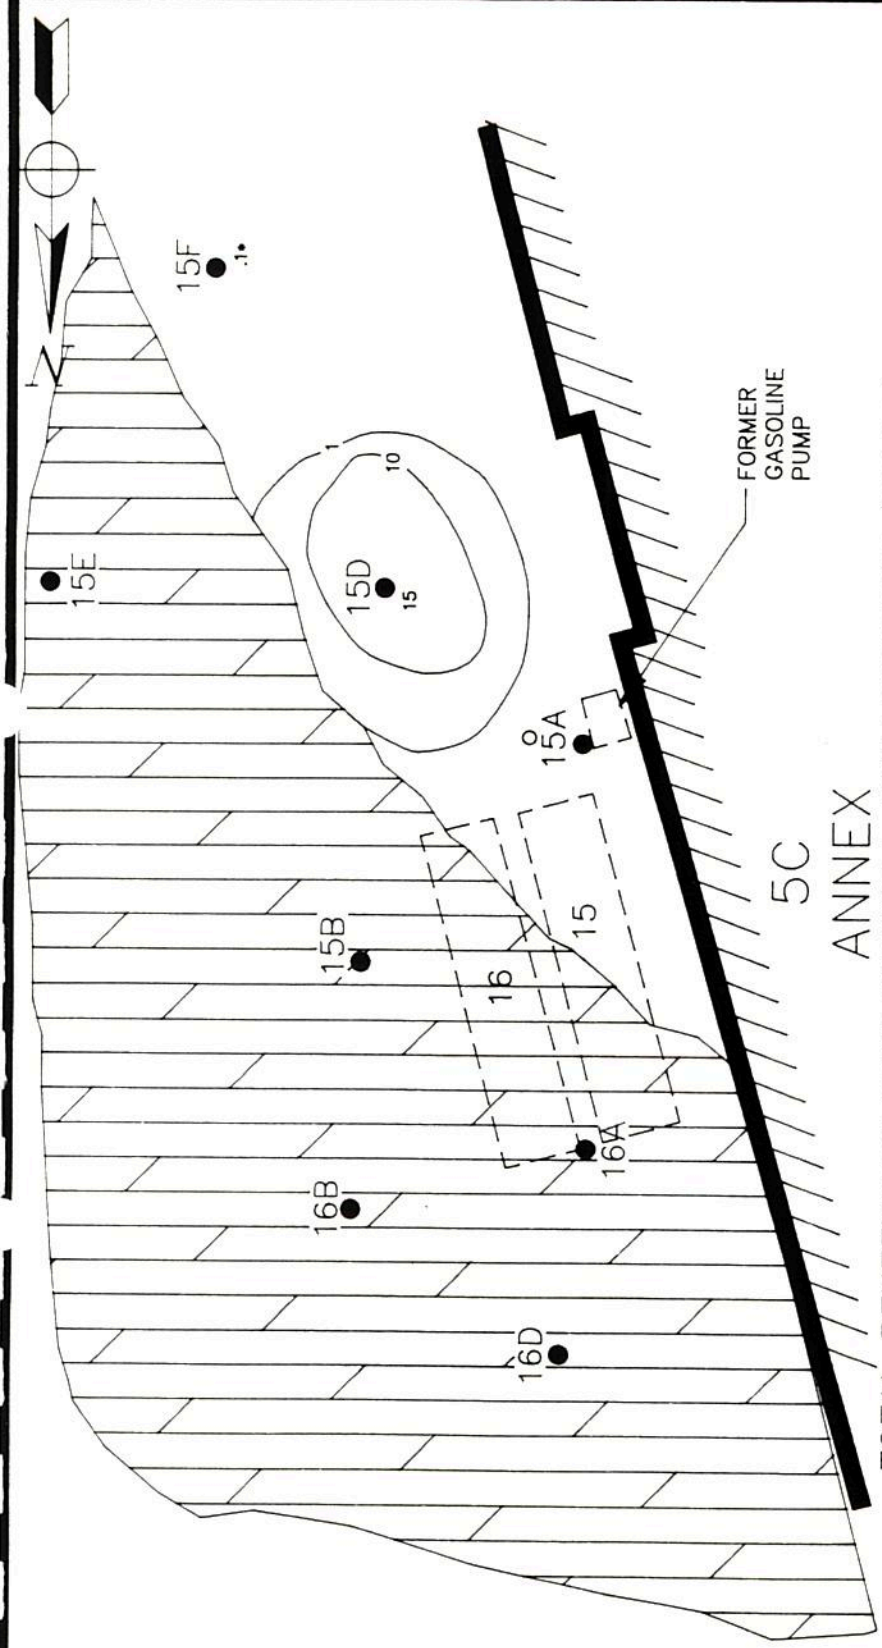 N
15F
.1*
1
10
15E
15D
15
FORMER
GASOLINE
PUMP
0
15A
15B
16
15
5C
ANNEX
16A
16B
16D